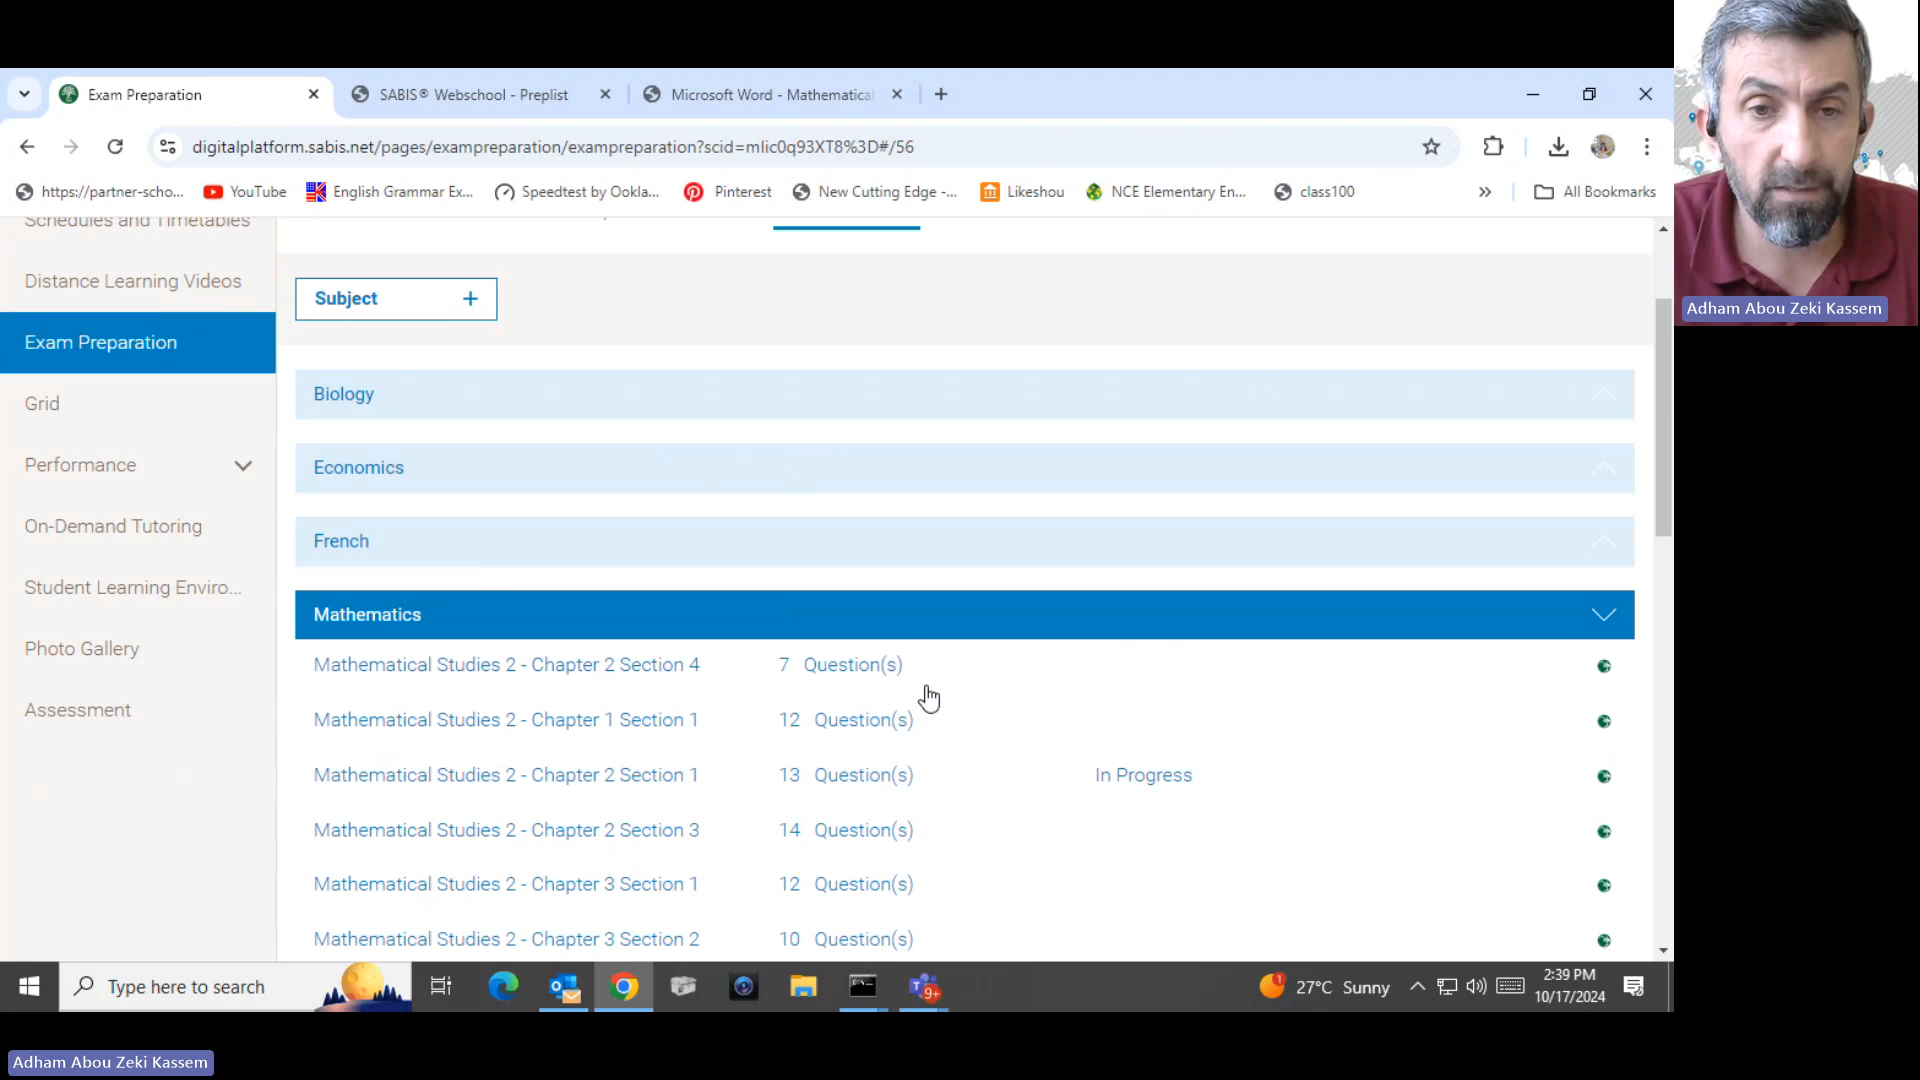 Exam Preparation
SABIS® Webschool - Preplist
Microsoft Word - Mathematical
digitalplatform.sabis.net/pages/exampreparation/exampreparation?scid=mlic0q93XT8%3D#/56
https://partner-scho...
YouTube
English Grammar Ex...
Speedtest by Ookla...
Pinterest
New Cutting Edge -...
Likeshou
NCE Elementary En...
class100
All Bookmarks
Schedules and Timetables
Distance Learning Videos
Exam Preparation
Grid
Performance
On-Demand Tutoring
Student Learning Enviro...
Photo Gallery
Assessment
Subject +
Biology
Economics
French
Mathematics
Mathematical Studies 2 - Chapter 2 Section 4 7 Question(s)
Mathematical Studies 2 - Chapter 1 Section 1 12 Question(s)
Mathematical Studies 2 - Chapter 2 Section 1 13 Question(s) In Progress
Mathematical Studies 2 - Chapter 2 Section 3 14 Question(s)
Mathematical Studies 2 - Chapter 3 Section 1 12 Question(s)
Mathematical Studies 2 - Chapter 3 Section 2 10 Question(s)
Adham Abou Zeki Kassem
Type here to search
9+
1
27°C Sunny
2:39 PM
10/17/2024
Adham Abou Zeki Kassem